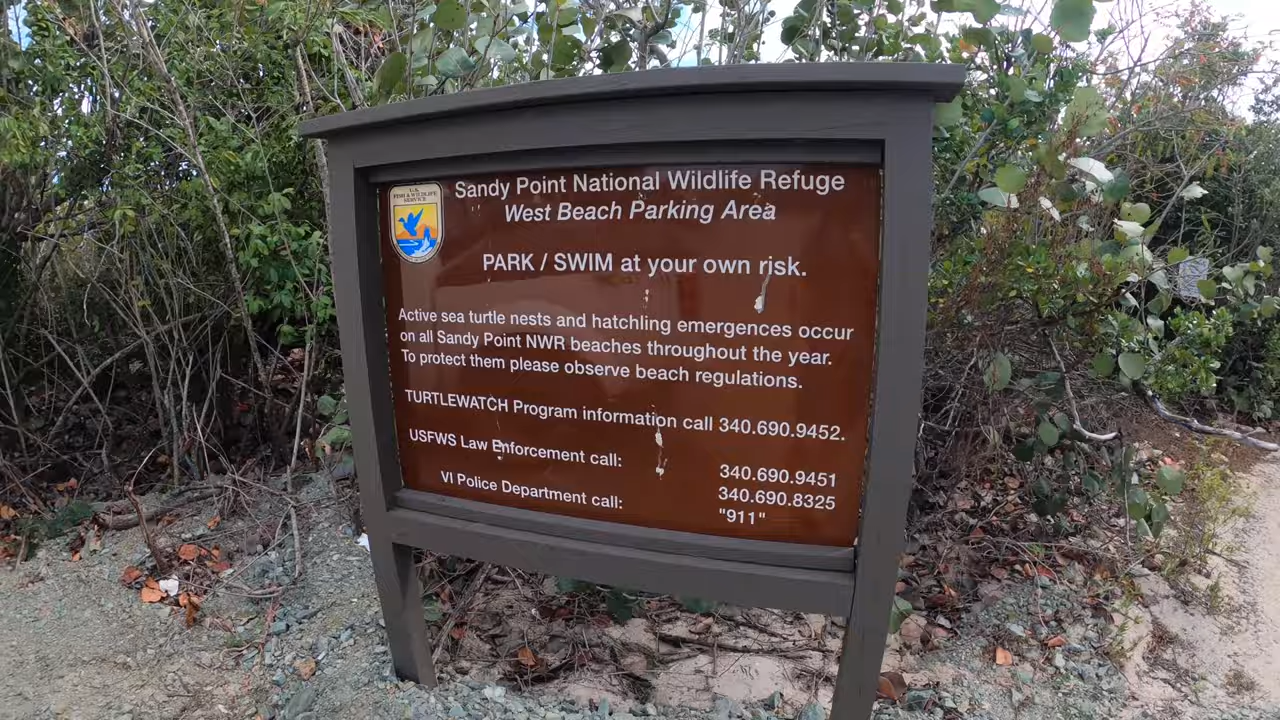 U.S.
FISH & WILDLIFE
SERVICE
Sandy Point National Wildlife Refuge
West Beach Parking Area
PARK / SWIM at your own risk.
Active sea turtle nests and hatchling emergences occur
on all Sandy Point NWR beaches throughout the year.
To protect them please observe beach regulations.
TURTLEWATCH Program information call 340.690.9452.
USFWS Law Enforcement call: 340.690.9451
340.690.8325
VI Police Department call: "911"